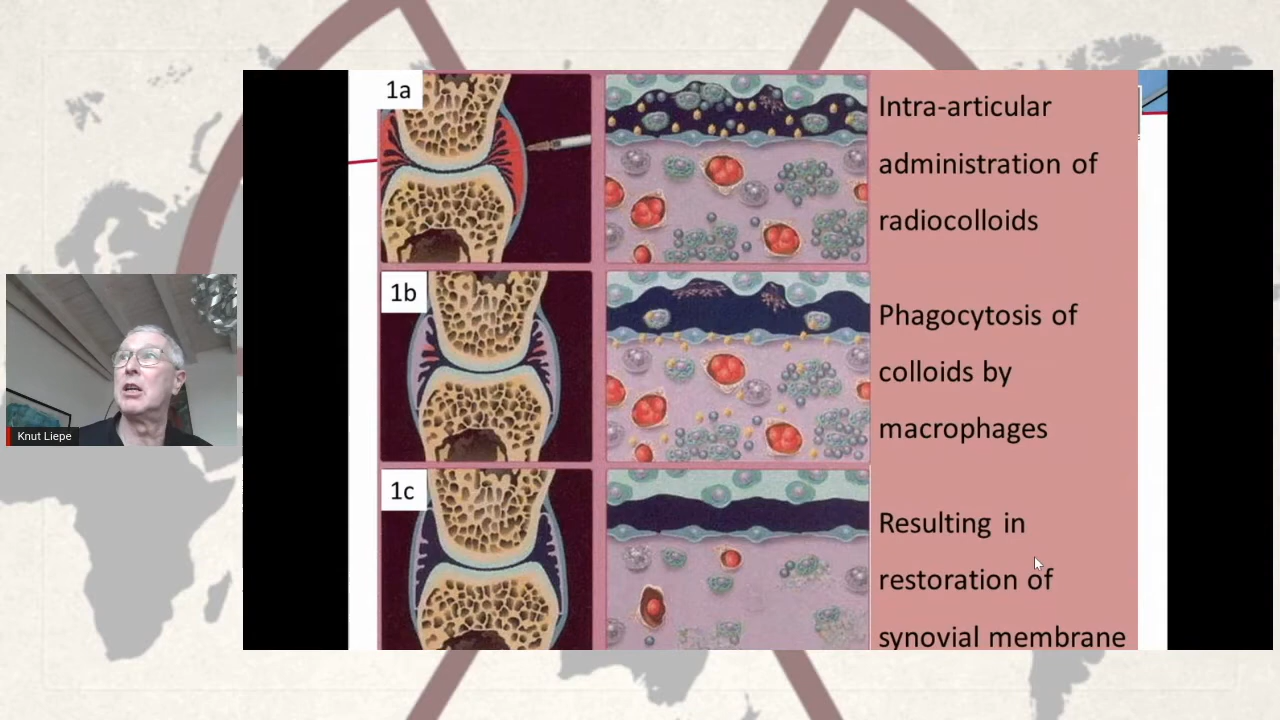 1a
Intra-articular
administration of
radiocolloids
1b
Phagocytosis of
colloids by
macrophages
1c
Resulting in
restoration of
synovial membrane
Knut Liepe